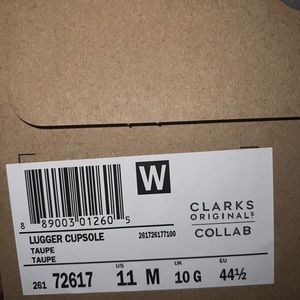 W
8 89003 01260 5
LUGGER CUPSOLE 261726177100
TAUPE
TAUPE
CLARKS
ORIGINALS
COLLAB
US UK EU
261 72617 11 M 10 G 44½